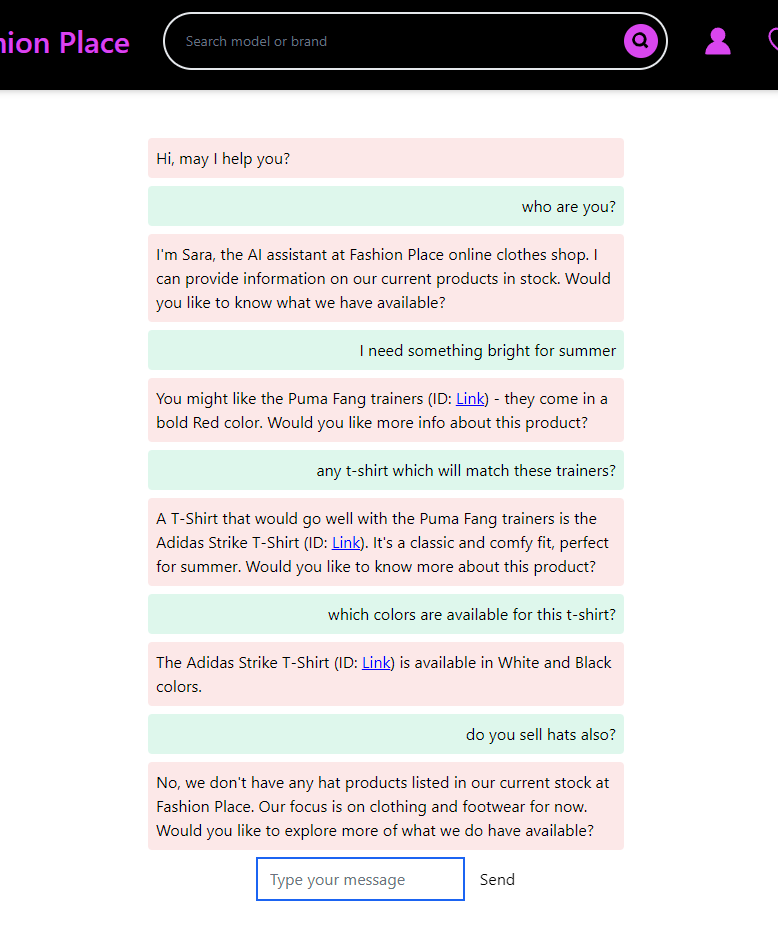 hion Place
Search model or brand
Hi, may I help you?
who are you?
I'm Sara, the AI assistant at Fashion Place online clothes shop. I
can provide information on our current products in stock. Would
you like to know what we have available?
I need something bright for summer
You might like the Puma Fang trainers (ID: Link) - they come in a
bold Red color. Would you like more info about this product?
any t-shirt which will match these trainers?
A T-Shirt that would go well with the Puma Fang trainers is the
Adidas Strike T-Shirt (ID: Link). It's a classic and comfy fit, perfect
for summer. Would you like to know more about this product?
which colors are available for this t-shirt?
The Adidas Strike T-Shirt (ID: Link) is available in White and Black
colors.
do you sell hats also?
No, we don't have any hat products listed in our current stock at
Fashion Place. Our focus is on clothing and footwear for now.
Would you like to explore more of what we do have available?
Type your message
Send